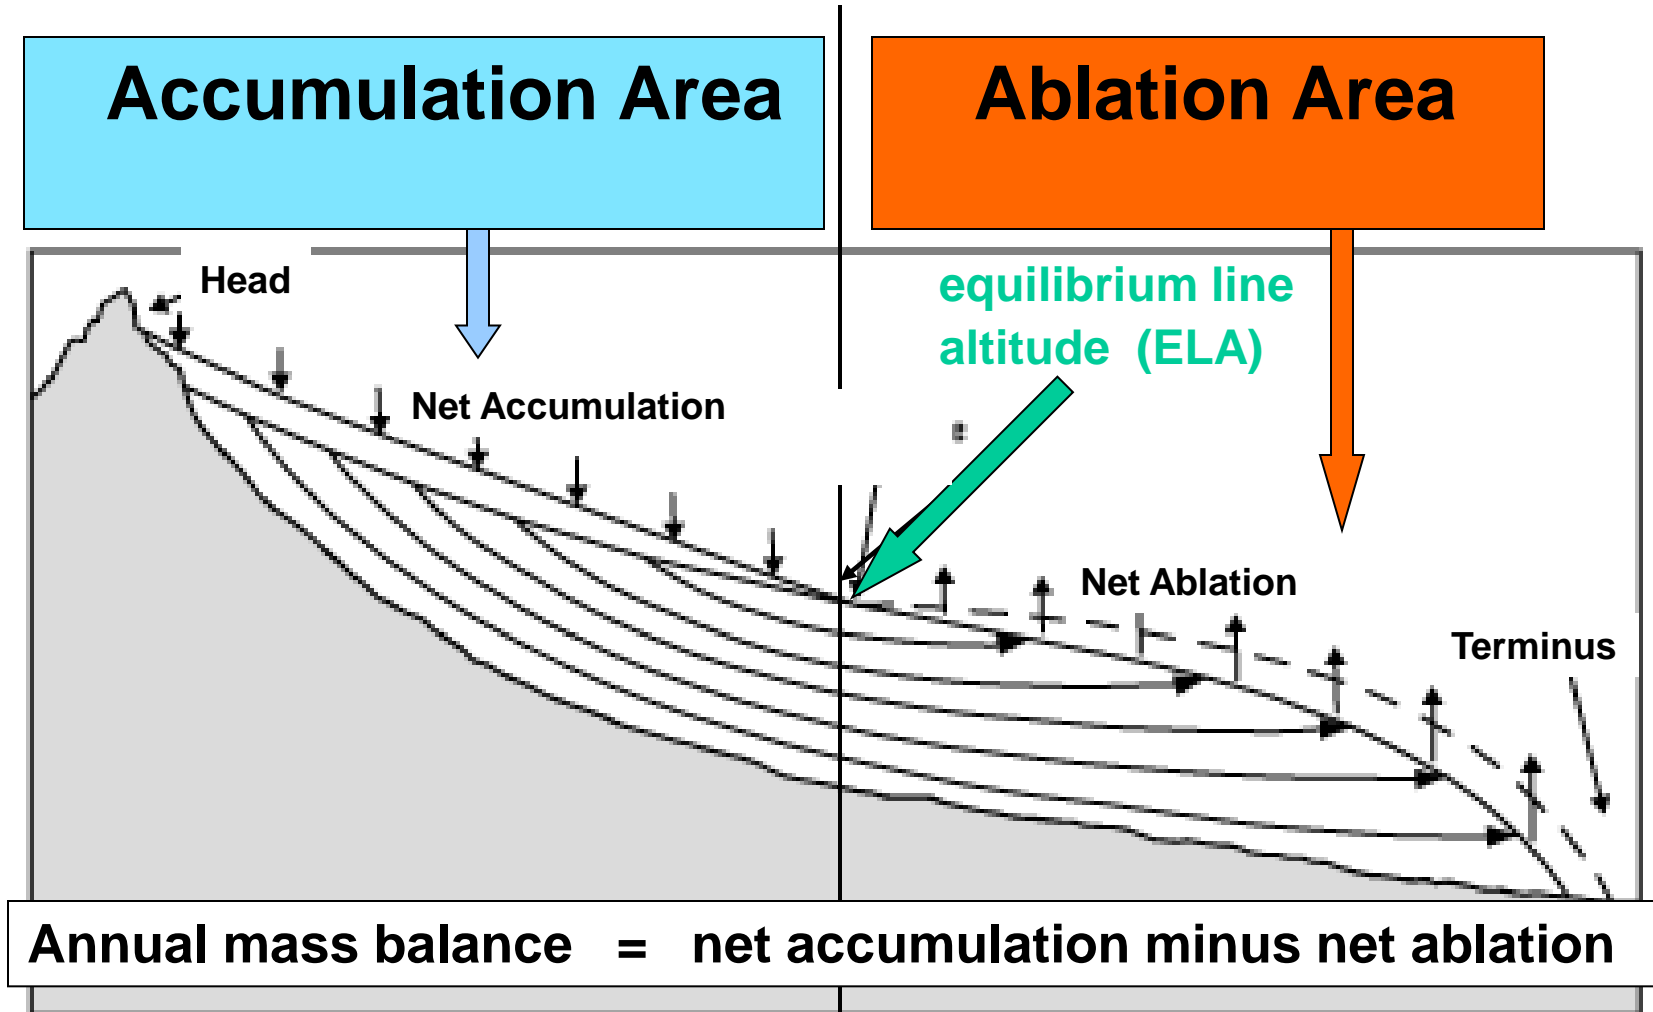 Accumulation Area
Ablation Area
Head
equilibrium line
altitude (ELA)
Net Accumulation
Net Ablation
Terminus
Annual mass balance = net accumulation minus net ablation